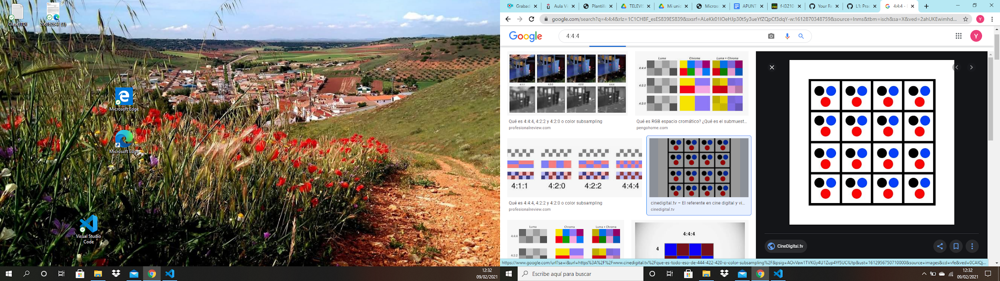 Clase1TDI
20616264F (1)
Microsoft Edge
Microsoft Edge
Visual Studio
Code
12:32
09/02/2021
Grabad
Aula Vi
Plantilla
TELEVIS
Mi unic
Micros
APUNT
f-l3210
Your Re
L1: Prac
4:4:4 -
google.com/search?q=4:4:4&rlz=1C1CHBF_esES839ES839&sxsrf=ALeKk01IOeHJp30t5y3ueYfZQpCf3dqY-w:1612870348759&source=lnms&tbm=isch&sa=X&ved=2ahUKEwimhd...
Y
Google
4:4:4
Y
4:1:1
4:2:0
4:2:2
4:4:4
Qué es 4:4:4, 4:2:2 y 4:2:0 o color subsampling
profesionalreview.com
Luma
Chroma
Luma + Chroma
4:4:4
4:2:2
4:2:0
Qué es RGB espacio cromático? ¿Qué es el submuest...
pengohome.com
4:1:1
4:2:0
4:2:2
4:4:4
Qué es 4:4:4, 4:2:2 y 4:2:0 o color subsampling
profesionalreview.com
cinedigital.tv – El referente en cine digital y vi...
cinedigital.tv
Luma
Chroma
Luma + Chroma
4:4:4
4:2:2
4:4:4
4
CineDigital.tv
https://www.google.com/url?sa=i&url=https%3A%2F%2Fwww.cinedigital.tv%2Fque-es-todo-eso-de-444-422-420-o-color-subsampling%2F&psig=AOvVaw1TVKGy4U1Zup4Yf5UCIUtp&ust=1612956750710000&source=images&cd=vfe&ved=0CAIQj...
Escribe aquí para buscar
12:32
09/02/2021